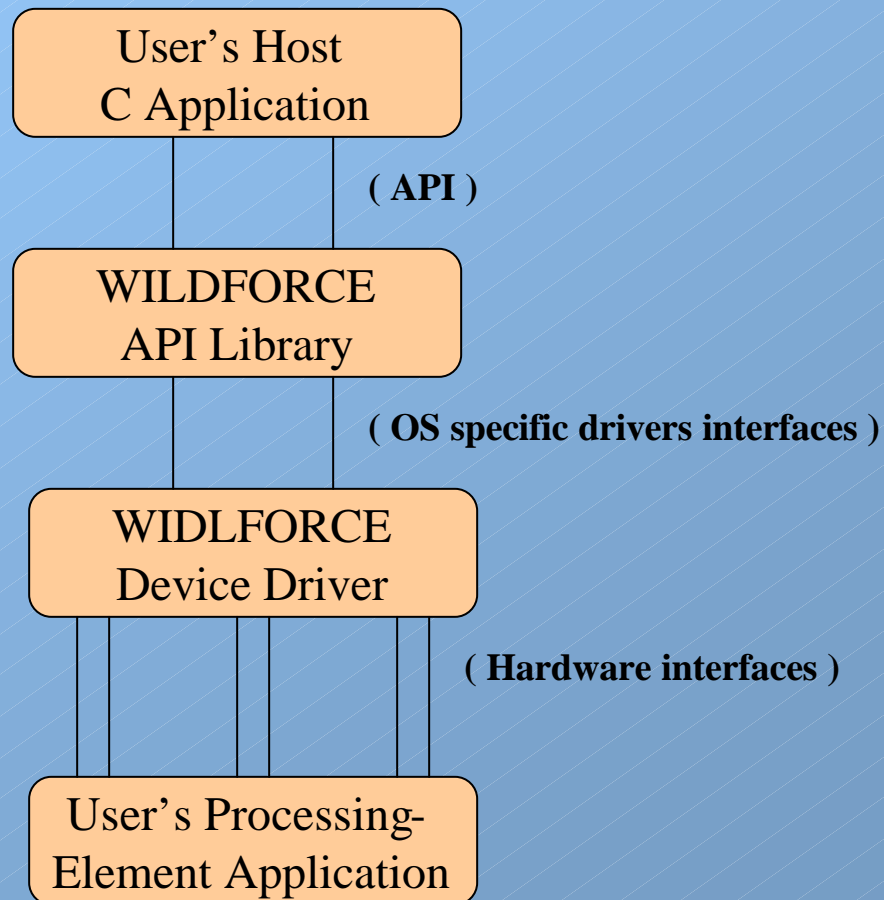 User’s Host
C Application
( API )
WILDFORCE
API Library
( OS specific drivers interfaces )
WIDLFORCE
Device Driver
( Hardware interfaces )
User’s Processing-
Element Application